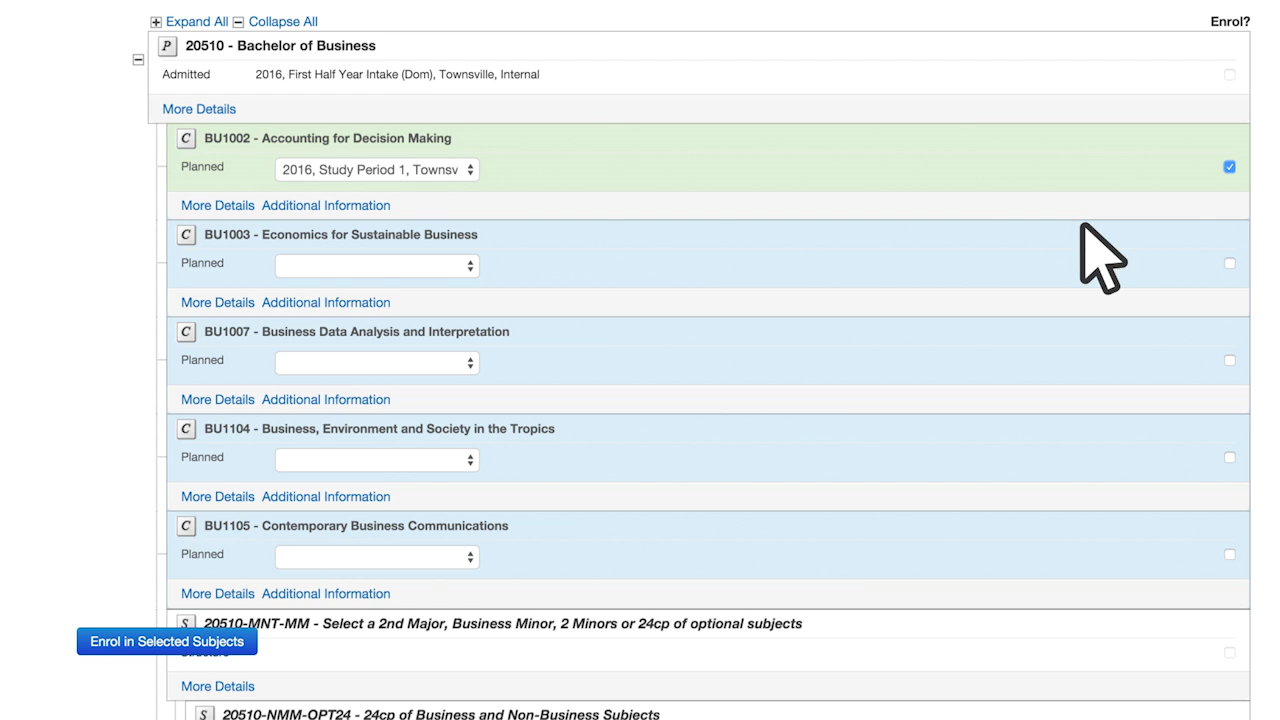 Expand All Collapse All Enrol?
P 20510 - Bachelor of Business
Admitted 2016, First Half Year Intake (Dom), Townsville, Internal
More Details
C BU1002 - Accounting for Decision Making
Planned 2016, Study Period 1, Townsv
More Details Additional Information
C BU1003 - Economics for Sustainable Business
Planned
More Details Additional Information
C BU1007 - Business Data Analysis and Interpretation
Planned
More Details Additional Information
C BU1104 - Business, Environment and Society in the Tropics
Planned
More Details Additional Information
C BU1105 - Contemporary Business Communications
Planned
More Details Additional Information
S 20510-MNT-MM - Select a 2nd Major, Business Minor, 2 Minors or 24cp of optional subjects
Enrol in Selected Subjects
Structure
More Details
S 20510-NMM-OPT24 - 24cp of Business and Non-Business Subjects